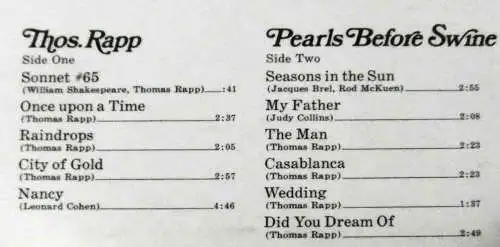 Thos. Rapp
Side One
Sonnet #65
(William Shakespeare, Thomas Rapp) :41
Once upon a Time
(Thomas Rapp) 2:37
Raindrops
(Thomas Rapp) 2:05
City of Gold
(Thomas Rapp) 2:57
Nancy
(Leonard Cohen) 4:46
Pearls Before Swine
Side Two
Seasons in the Sun
(Jacques Brel, Rod McKuen) 2:55
My Father
(Judy Collins) 2:08
The Man
(Thomas Rapp) 2:23
Casablanca
(Thomas Rapp) 2:23
Wedding
(Thomas Rapp) 1:37
Did You Dream Of
(Thomas Rapp) 2:49